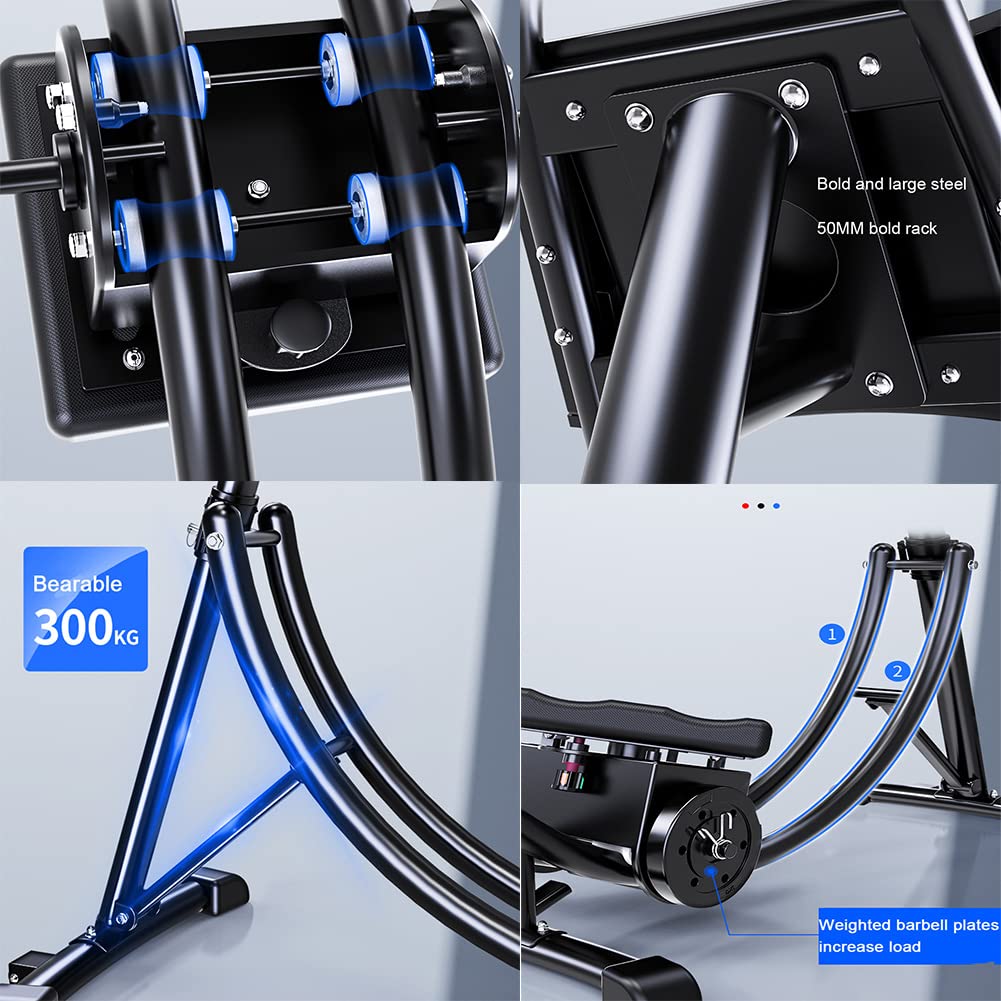 Bold and large steel
50MM bold rack
Bearable
300KG
1
2
Weighted barbell plates
increase load